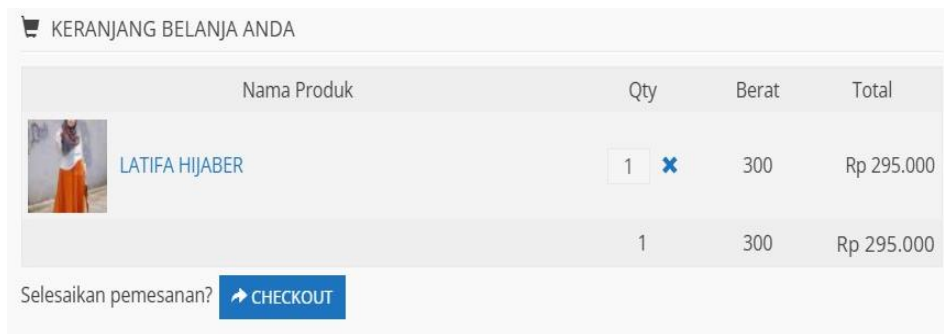 KERANJANG BELANJA ANDA
Nama Produk Qty Berat Total
LATIFA HIJABER 1 300 Rp 295.000
1 300 Rp 295.000
Selesaikan pemesanan? CHECKOUT